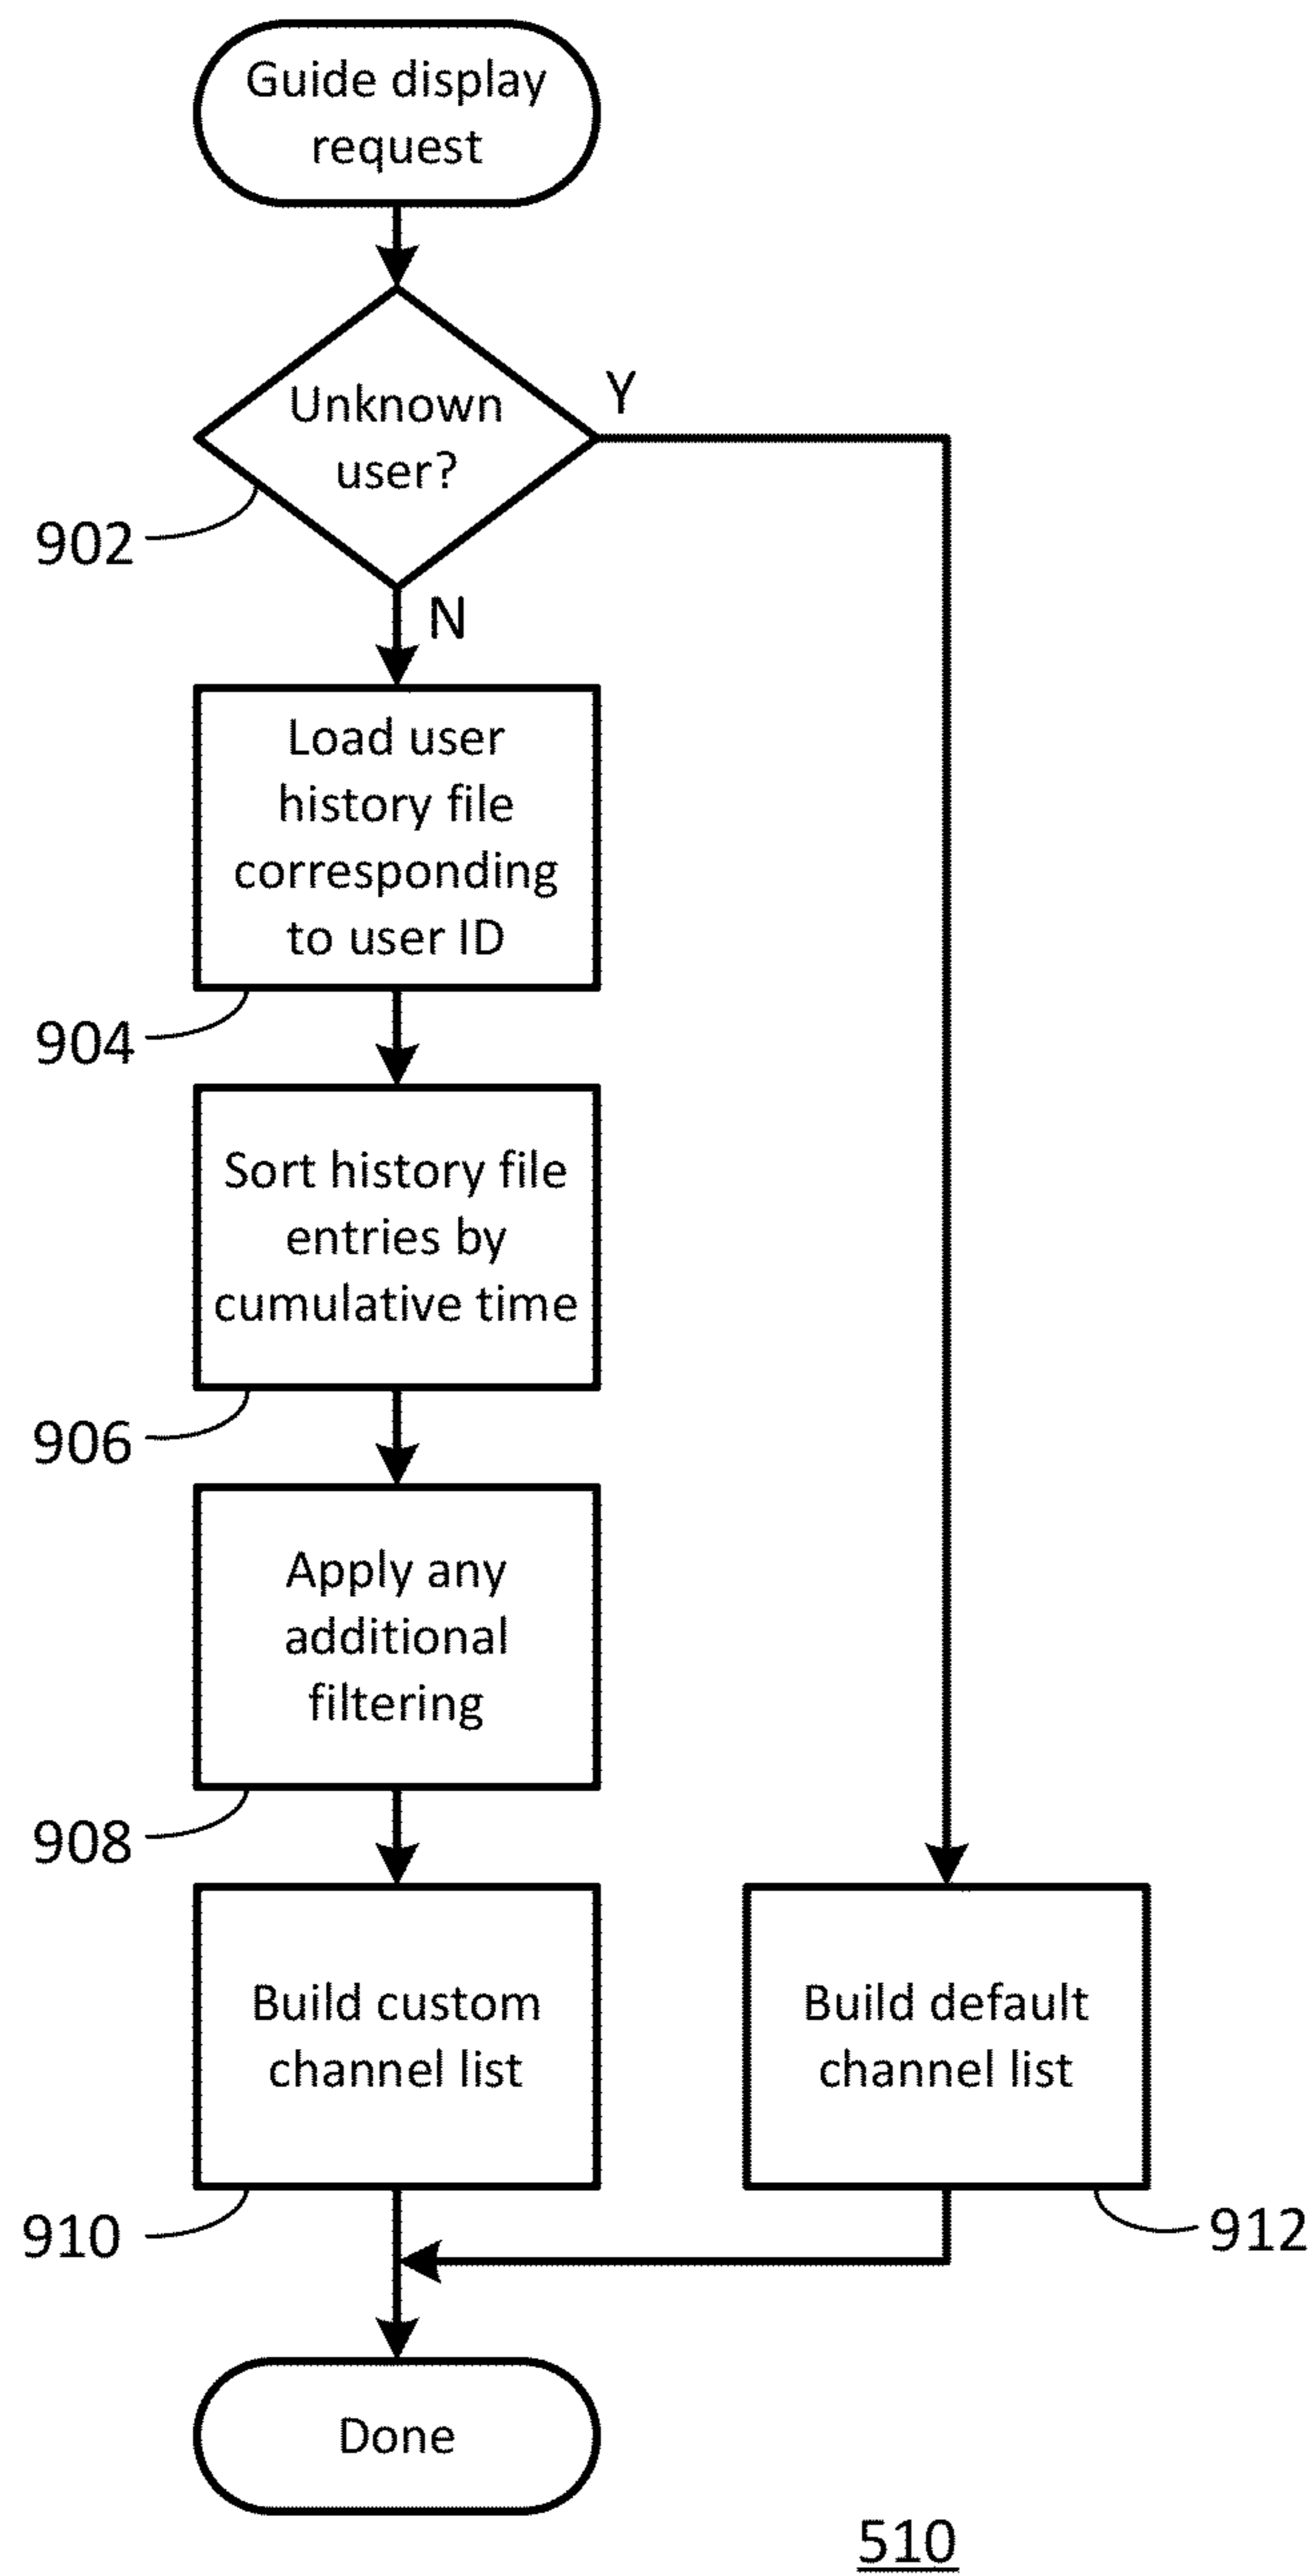 Guide display
request
Unknown
user?
Y
902
N
Load user
history file
corresponding
to user ID
904
Sort history file
entries by
cumulative time
906
Apply any
additional
filtering
908
Build custom
channel list
Build default
channel list
910
912
Done
510